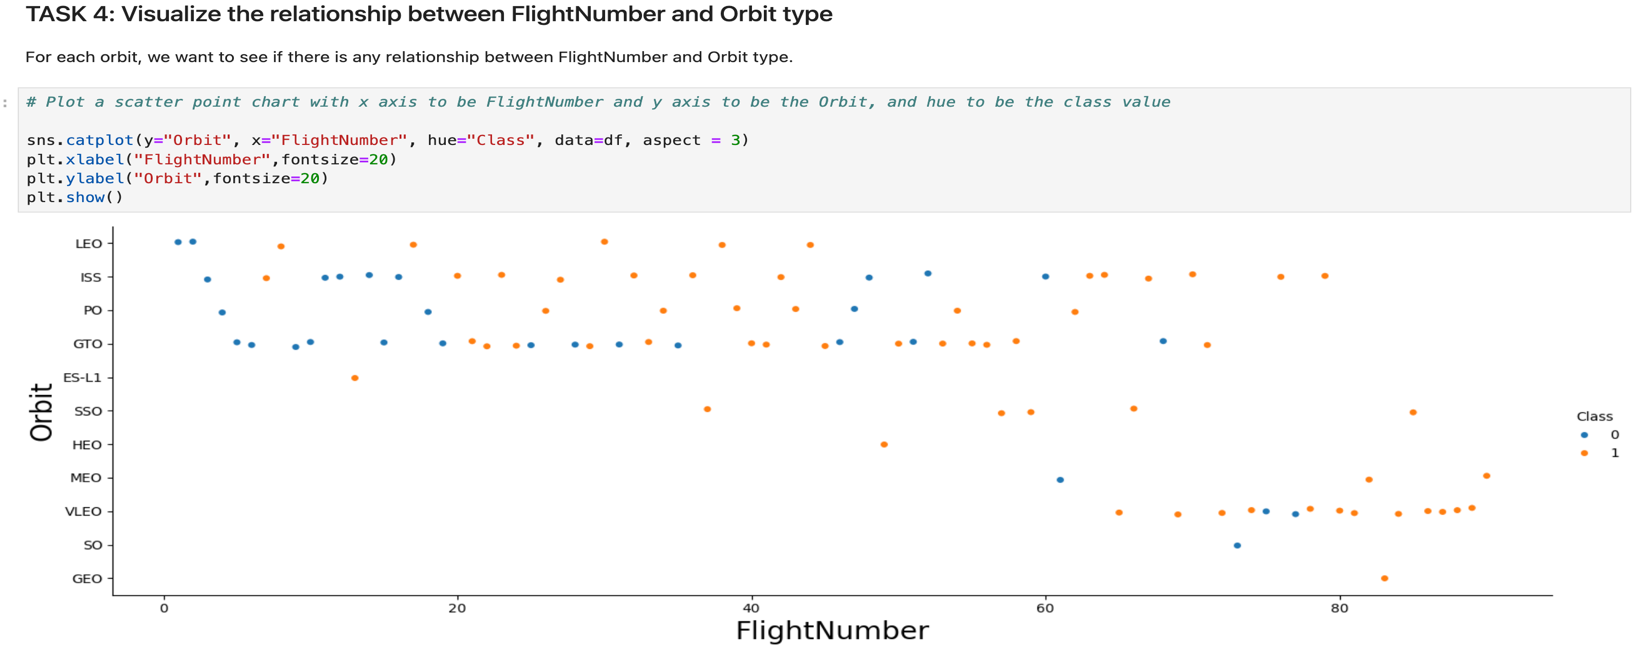 TASK 4: Visualize the relationship between FlightNumber and Orbit type
For each orbit, we want to see if there is any relationship between FlightNumber and Orbit type.
:
# Plot a scatter point chart with x axis to be FlightNumber and y axis to be the Orbit, and hue to be the class value
sns.catplot(y="Orbit", x="FlightNumber", hue="Class", data=df, aspect = 3)
plt.xlabel("FlightNumber",fontsize=20)
plt.ylabel("Orbit",fontsize=20)
plt.show()
LEO
ISS
PO
GTO
ES-L1
SSO
HEO
MEO
VLEO
SO
GEO
Orbit
0 20 40 60 80
FlightNumber
Class
0
1